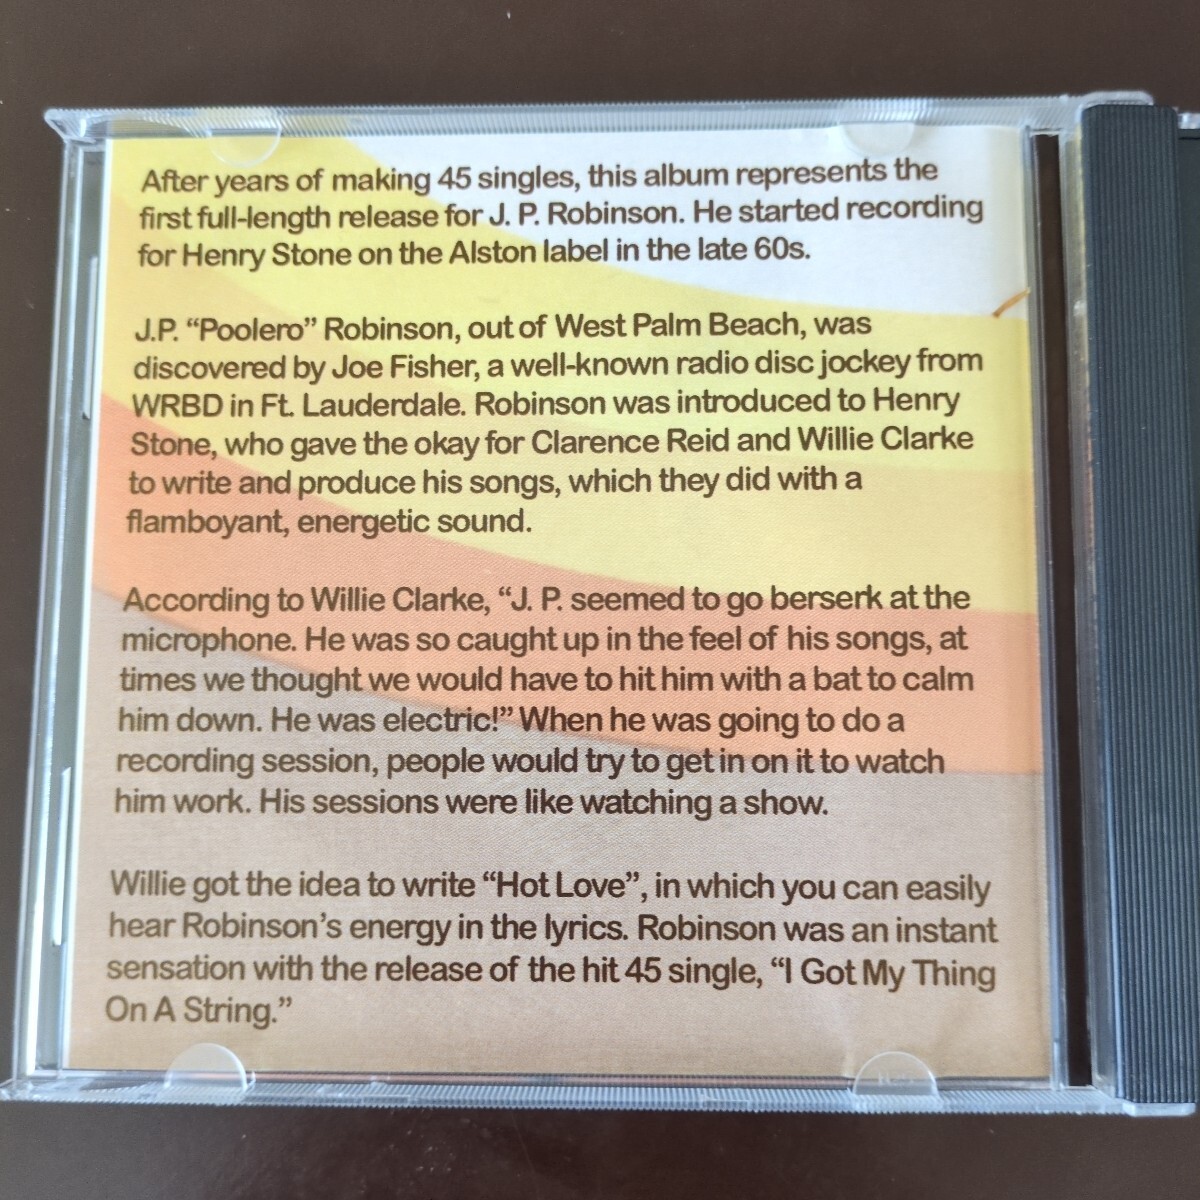 After years of making 45 singles, this album represents the
first full-length release for J. P. Robinson. He started recording
for Henry Stone on the Alston label in the late 60s.
J.P. “Poolero” Robinson, out of West Palm Beach, was
discovered by Joe Fisher, a well-known radio disc jockey from
WRBD in Ft. Lauderdale. Robinson was introduced to Henry
Stone, who gave the okay for Clarence Reid and Willie Clarke
to write and produce his songs, which they did with a
flamboyant, energetic sound.
According to Willie Clarke, “J. P. seemed to go berserk at the
microphone. He was so caught up in the feel of his songs, at
times we thought we would have to hit him with a bat to calm
him down. He was electric!” When he was going to do a
recording session, people would try to get in on it to watch
him work. His sessions were like watching a show.
Willie got the idea to write “Hot Love”, in which you can easily
hear Robinson’s energy in the lyrics. Robinson was an instant
sensation with the release of the hit 45 single, “I Got My Thing
On A String.”